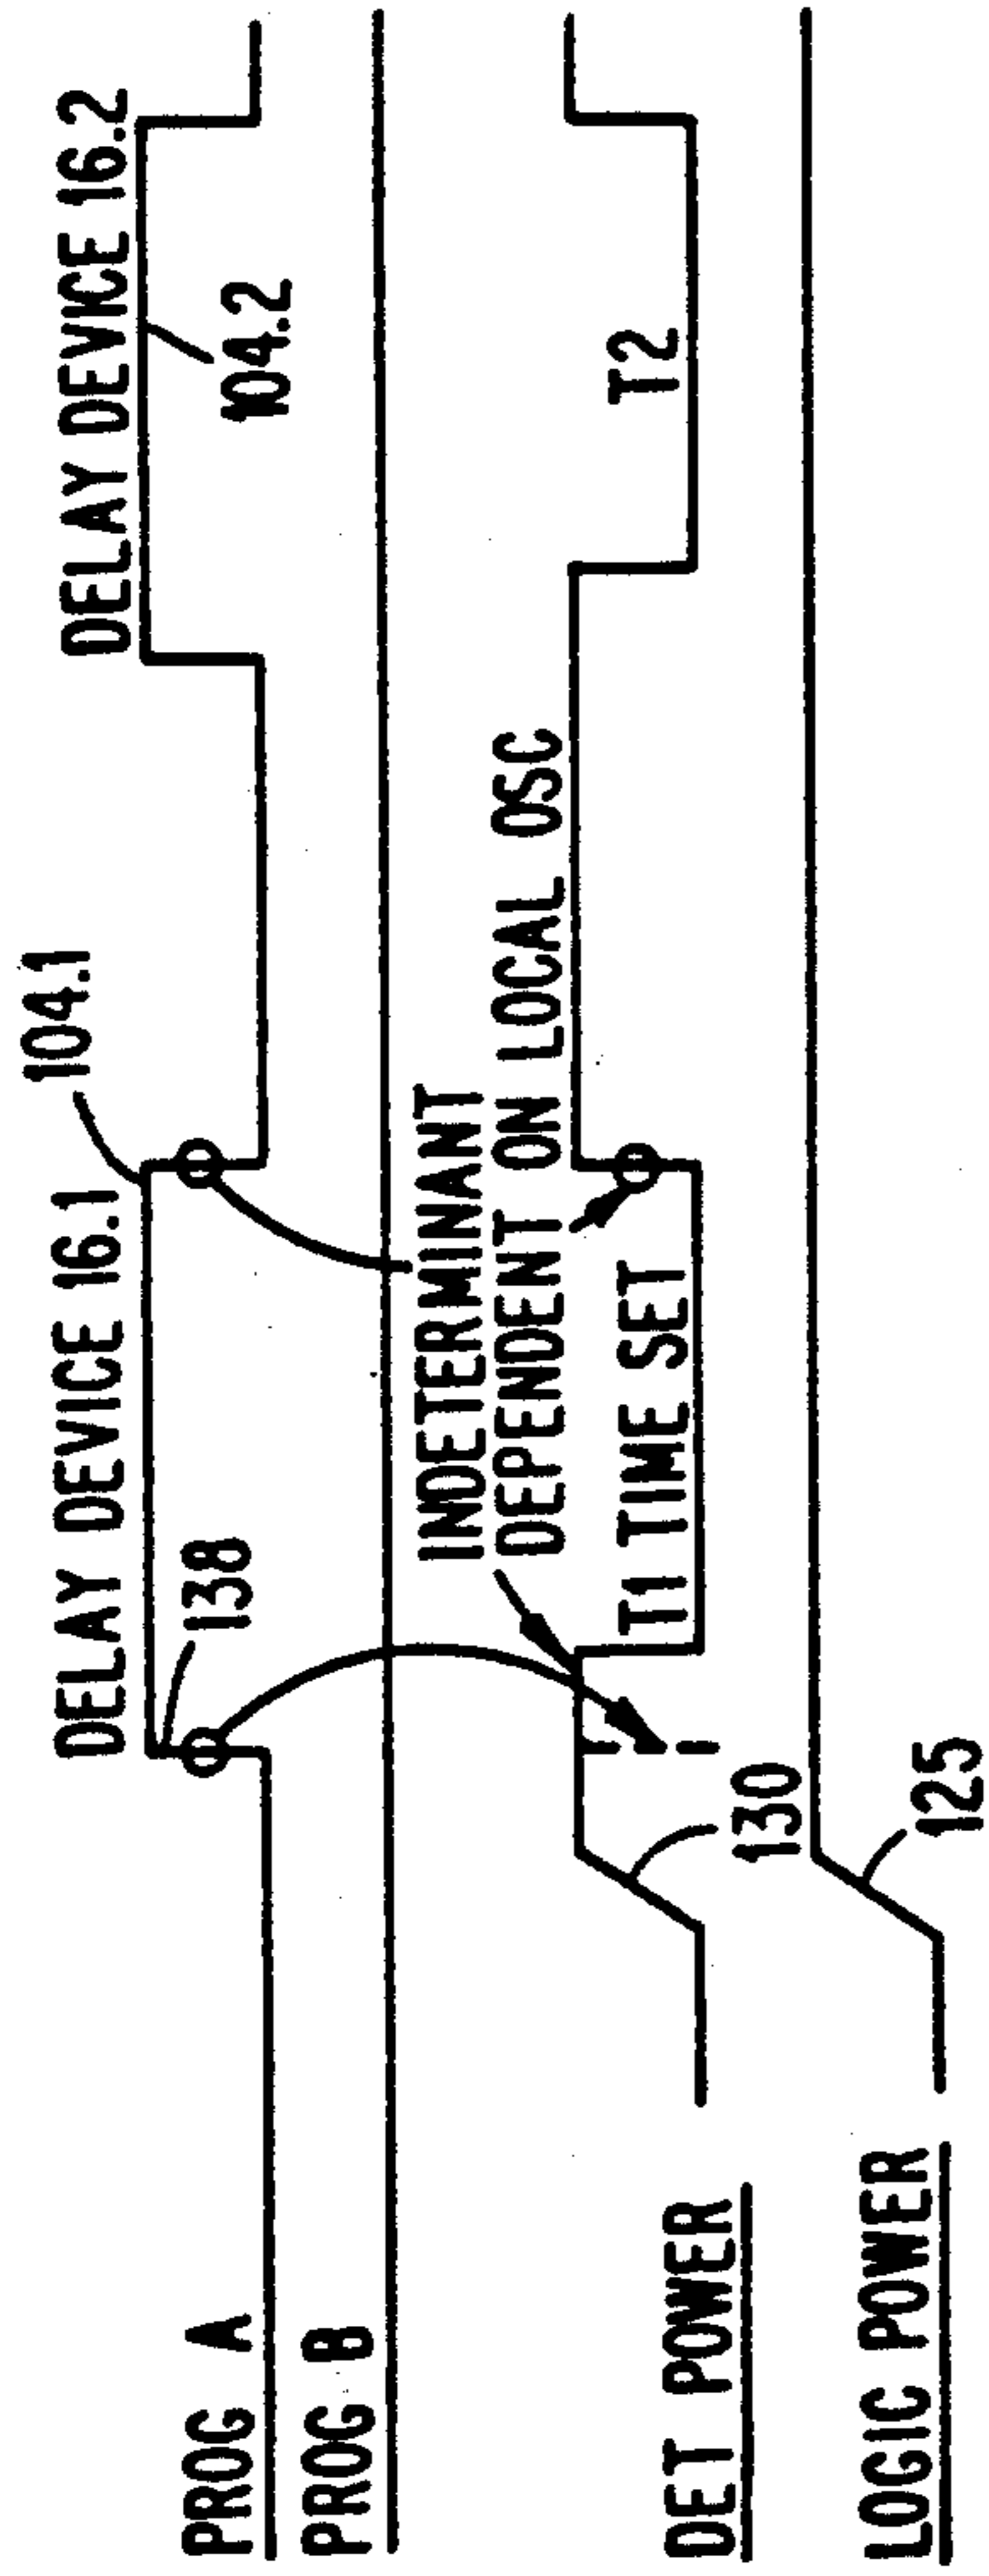 104.1
DELAY DEVICE 16.1
DELAY DEVICE 16.2
138
104.2
PROG A
PROG B
INDETERMINANT
DEPENDENT ON LOCAL OSC
T1 TIME SET
T2
DET POWER
130
LOGIC POWER
125